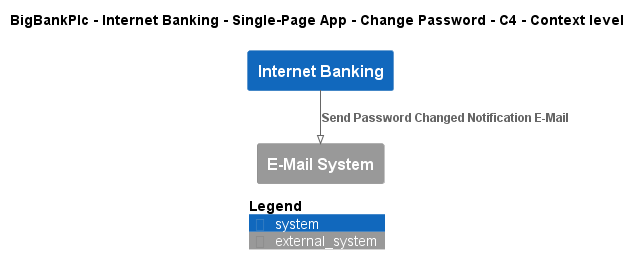 BigBankPlc - Internet Banking - Single-Page App - Change Password - C4 - Context level
Internet Banking
Send Password Changed Notification E-Mail
E-Mail System
Legend
system
external_system